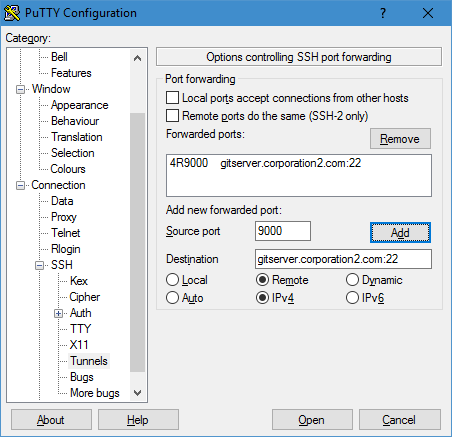 PuTTY Configuration
Category:
Bell
Features
Window
Appearance
Behaviour
Translation
Selection
Colours
Connection
Data
Proxy
Telnet
Rlogin
SSH
Kex
Cipher
Auth
TTY
X11
Tunnels
Bugs
More bugs
Options controlling SSH port forwarding
Port forwarding
Local ports accept connections from other hosts
Remote ports do the same (SSH-2 only)
Forwarded ports:
Remove
4R9000 gitserver.corporation2.com:22
Add new forwarded port:
Source port 9000 Add
Destination gitserver.corporation2.com:22
Local Remote Dynamic
Auto IPv4 IPv6
About Help Open Cancel